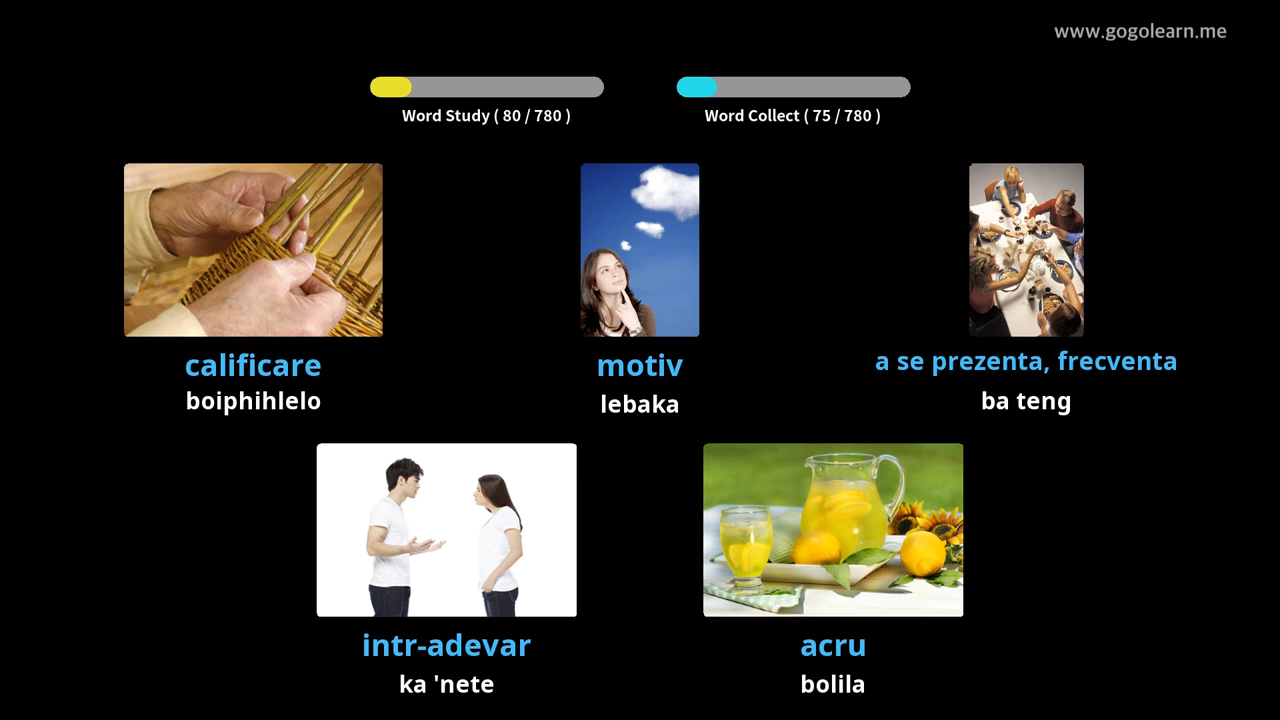 www.gogolearn.me
Word Study ( 80 / 780 )
Word Collect ( 75 / 780 )
calificare
boiphihlelo
motiv
lebaka
a se prezenta, frecventa
ba teng
intr-adevar
ka 'nete
acru
bolila